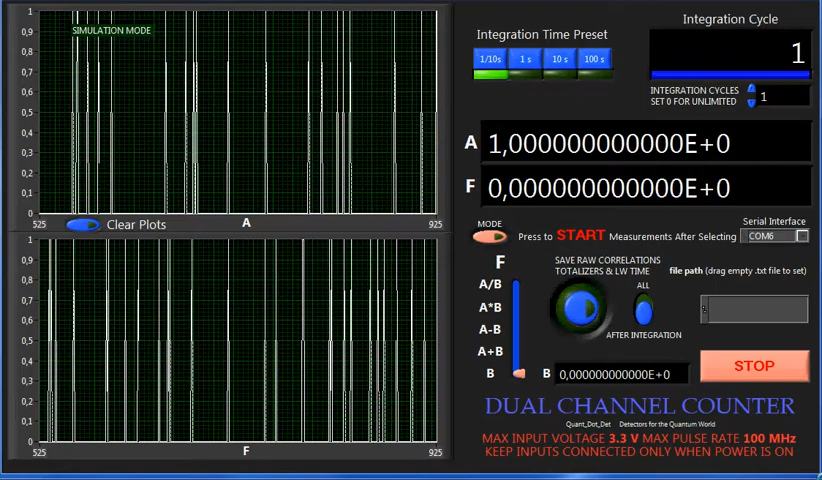 1
SIMULATION MODE
0,9
0,8
0,7
0,6
0,5
0,4
0,3
0,2
0,1
0
525
Clear Plots
A
925
1
0,9
0,8
0,7
0,6
0,5
0,4
0,3
0,2
0,1
0
525
F
925
Integration Time Preset
1/10s 1 s 10 s 100 s
Integration Cycle
1
INTEGRATION CYCLES
SET 0 FOR UNLIMITED
1
A 1,000000000000E+0
F 0,000000000000E+0
MODE
Press to START Measurements After Selecting
Serial Interface
COM6
F
A/B
A*B
A-B
A+B
B
SAVE RAW CORRELATIONS
TOTALIZERS & LW TIME
ALL
AFTER INTEGRATION
file path (drag empty .txt file to set)
B 0,000000000000E+0
STOP
DUAL CHANNEL COUNTER
Quant_Dot_Det Detectors for the Quantum World
MAX INPUT VOLTAGE 3.3 V MAX PULSE RATE 100 MHz
KEEP INPUTS CONNECTED ONLY WHEN POWER IS ON